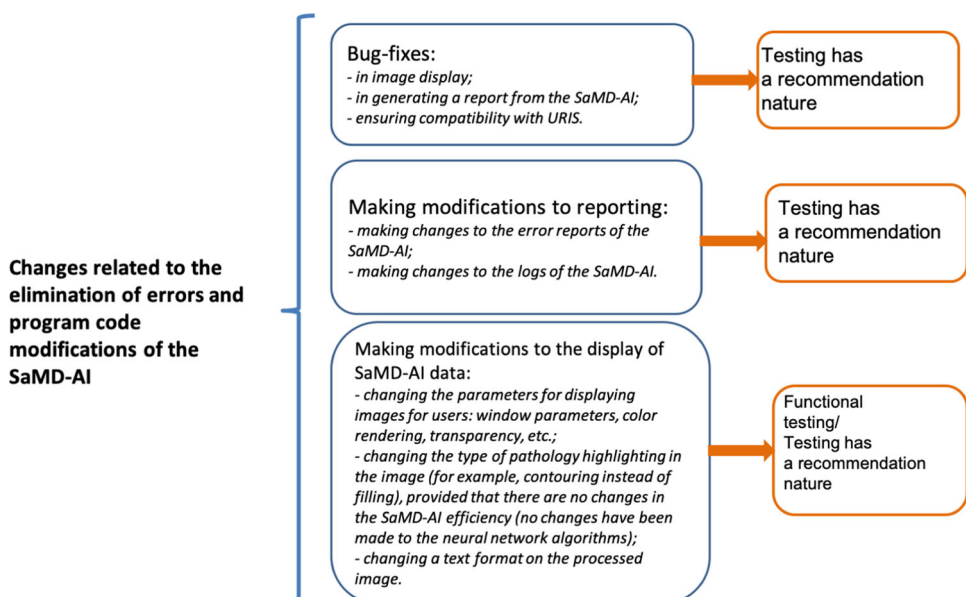 Changes related to the
elimination of errors and
program code
modifications of the
SaMD-AI
Bug-fixes:
- in image display;
- in generating a report from the SaMD-AI;
- ensuring compatibility with URIS.
Testing has
a recommendation
nature
Making modifications to reporting:
- making changes to the error reports of the
SaMD-AI;
- making changes to the logs of the SaMD-AI.
Testing has
a recommendation
nature
Making modifications to the display of
SaMD-AI data:
- changing the parameters for displaying
images for users: window parameters, color
rendering, transparency, etc.;
- changing the type of pathology highlighting in
the image (for example, contouring instead of
filling), provided that there are no changes in
the SaMD-AI efficiency (no changes have been
made to the neural network algorithms);
- changing a text format on the processed
image.
Functional
testing/
Testing has
a recommendation
nature